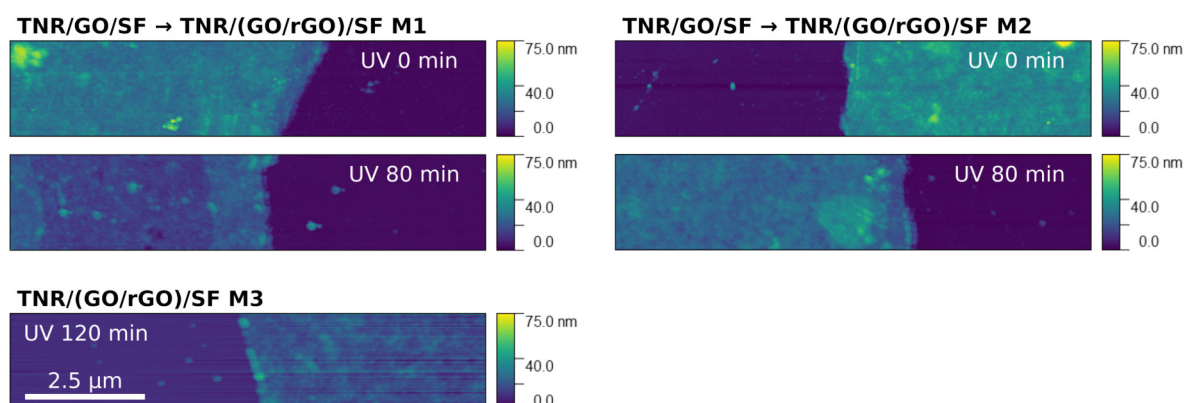 TNR/GO/SF → TNR/(GO/rGO)/SF M1
UV 0 min
75.0 nm
40.0
0.0
TNR/GO/SF → TNR/(GO/rGO)/SF M2
UV 0 min
75.0 nm
40.0
0.0
UV 80 min
75.0 nm
40.0
0.0
UV 80 min
75.0 nm
40.0
0.0
TNR/(GO/rGO)/SF M3
UV 120 min
2.5 μm
75.0 nm
40.0
0.0